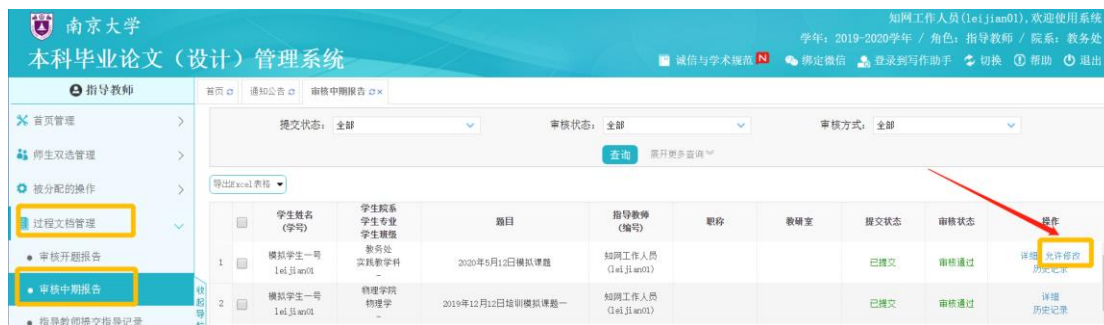 南京大学
本科毕业论文（设计）管理系统
知网工作人员(leijian01),欢迎使用系统
学年: 2019-2020学年 / 角色: 指导教师 / 院系: 教务处
诚信与学术规范 N 绑定微信 登录到写作助手 切换 帮助 退出
指导教师
首页 通知公告 审核中期报告 ×
首页管理
师生双选管理
被分配的操作
过程文档管理
审核开题报告
审核中期报告
指导教师提交指导记录
收起导
提交状态: 全部 审核状态: 全部 审核方式: 全部
查询 展开更多查询
导出Excel表格
学生姓名
(学号)
学生院系
学生专业
学生班级
题目
指导教师
(编号)
职称
教研室
提交状态
审核状态
操作
1
模拟学生一号
leijian01
教务处
实践教学科
-
2020年5月12日模拟课题
知网工作人员
(leijian01)
已提交
审核通过
详细 允许修改
历史记录
2
模拟学生一号
leijian01
物理学院
物理学
-
2019年12月12日培训模拟课题一
知网工作人员
(leijian01)
已提交
审核通过
详细
历史记录